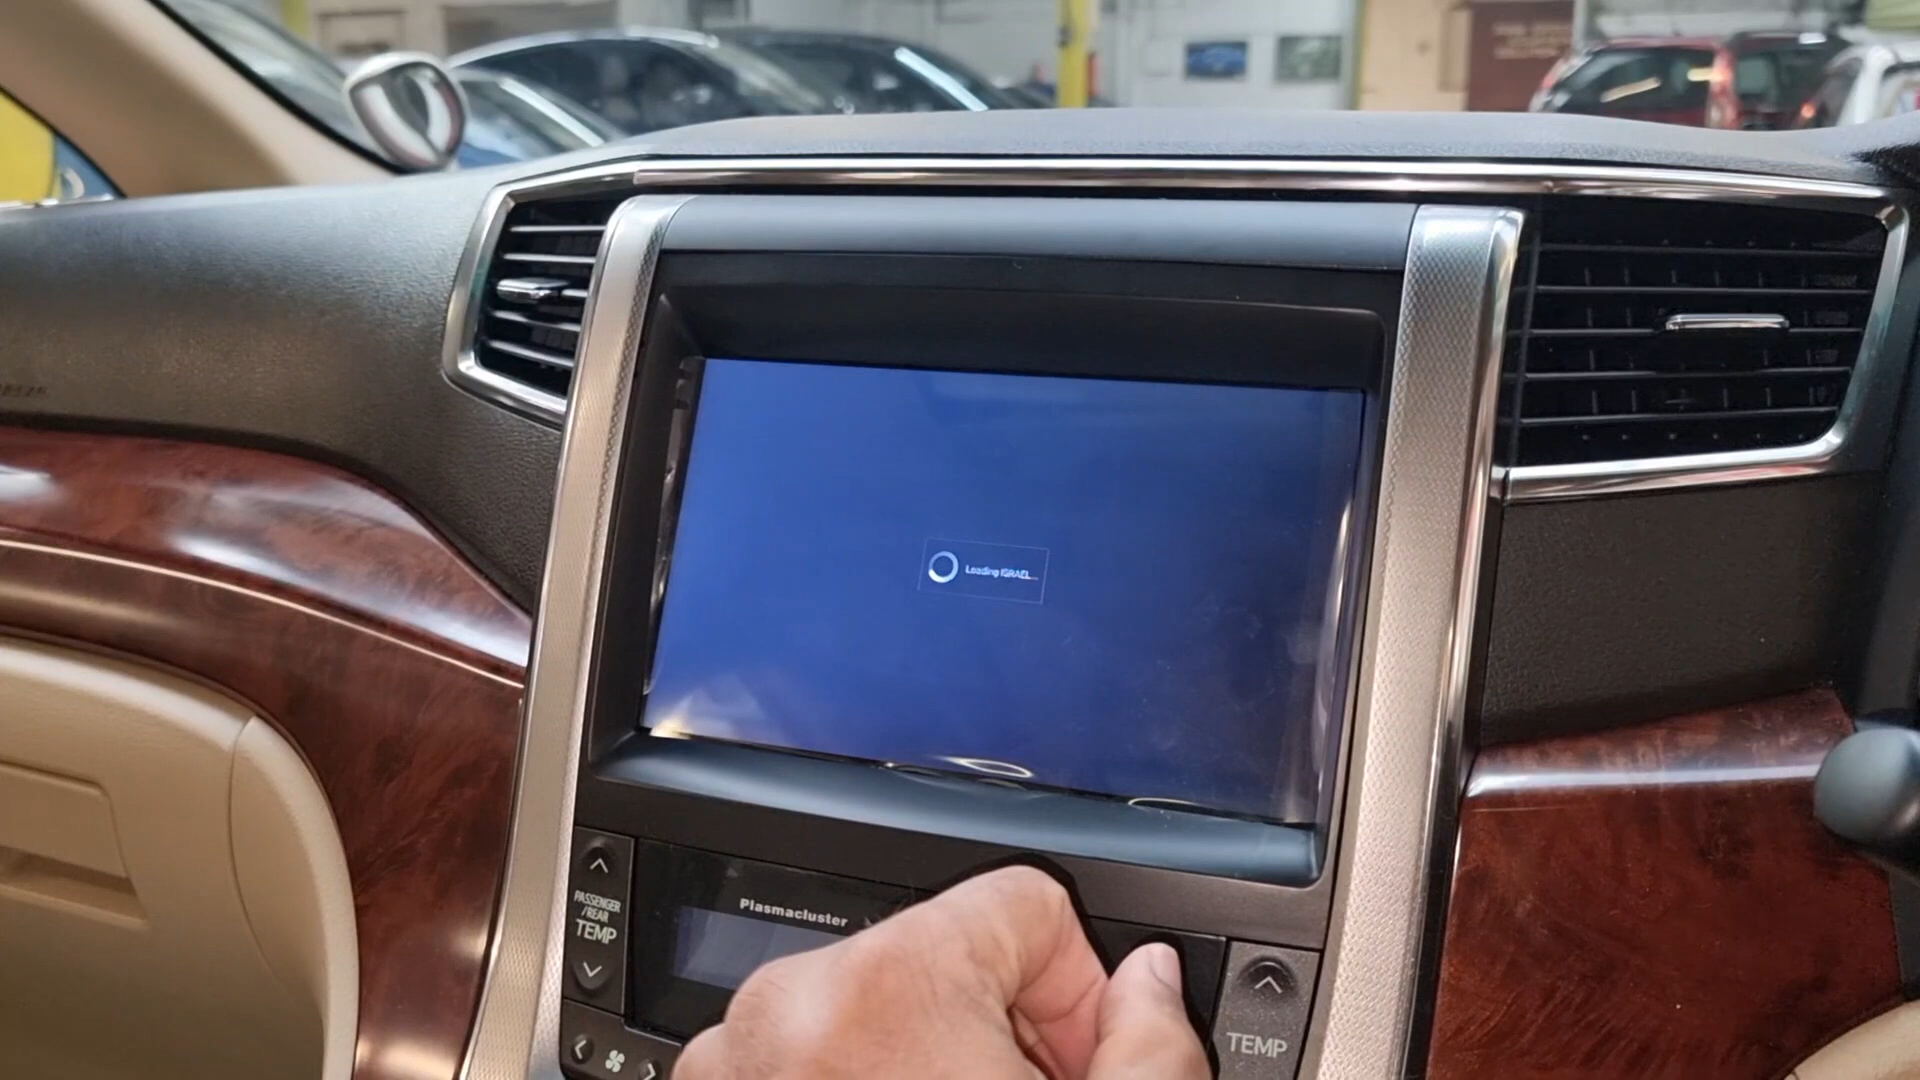 Loading ISRAEL...
Plasmacluster
PASSENGER
/REAR
TEMP
TEMP